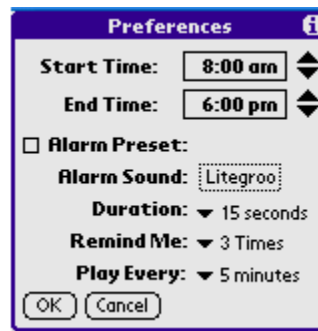 Preferences i
Start Time: 8:00 am
End Time: 6:00 pm
Alarm Preset:
Alarm Sound: Litegroo
Duration: 15 seconds
Remind Me: 3 Times
Play Every: 5 minutes
OK Cancel